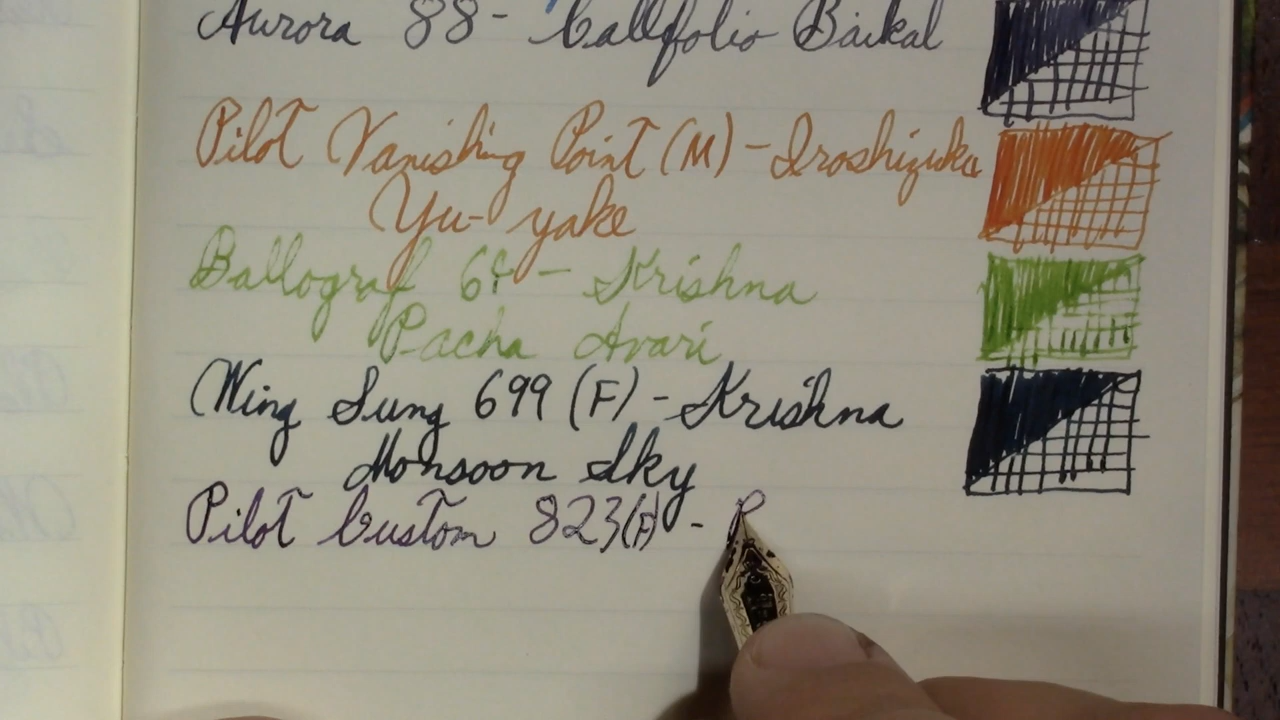 Aurora 88 - Callifolio Baikal
Pilot Vanishing Point (M) - Iroshizuku
Yu-yake
Ballograf - Krishna
Pacha Avari
Wing Sung 699 (F) - Krishna
Monsoon Sky
Pilot Custom 823 (F) - P